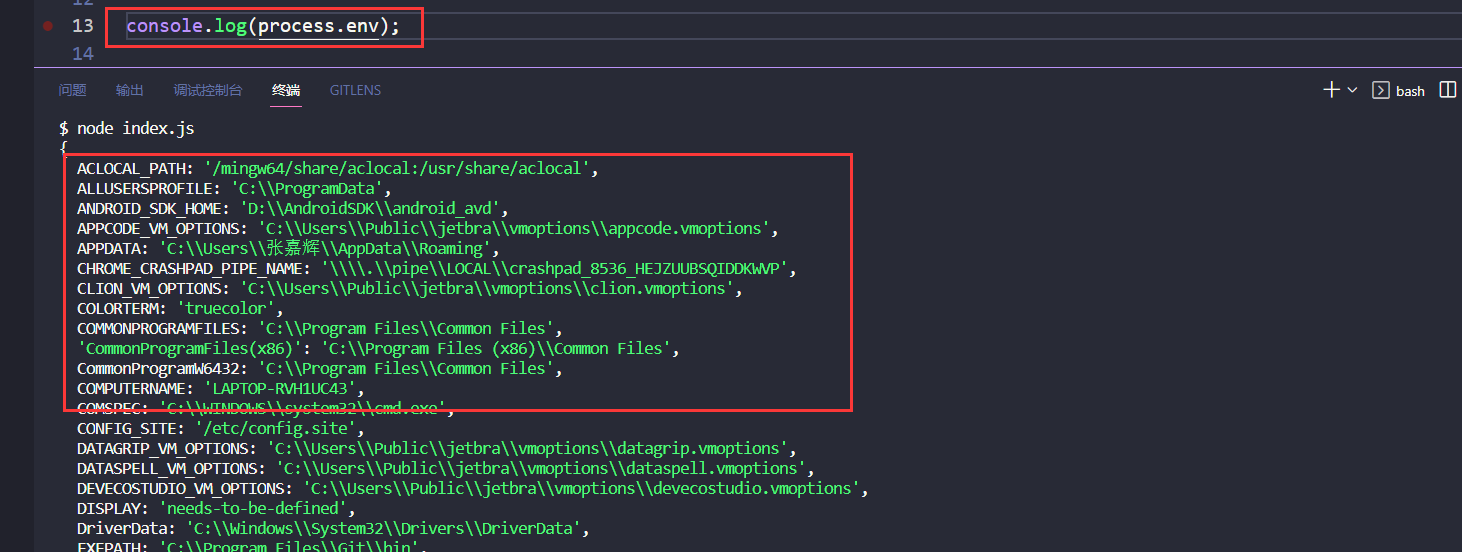 12
13 console.log(process.env);
14
问题 输出 调试控制台 终端 GITLENS bash
$ node index.js
{
ACLOCAL_PATH: '/mingw64/share/aclocal:/usr/share/aclocal',
ALLUSERSPROFILE: 'C:\\ProgramData',
ANDROID_SDK_HOME: 'D:\\AndroidSDK\\android_avd',
APPCODE_VM_OPTIONS: 'C:\\Users\\Public\\jetbra\\vmoptions\\appcode.vmoptions',
APPDATA: 'C:\\Users\\张嘉辉\\AppData\\Roaming',
CHROME_CRASHPAD_PIPE_NAME: '\\\\.\\pipe\\LOCAL\\crashpad_8536_HEJZUUBSQIDDKWVP',
CLION_VM_OPTIONS: 'C:\\Users\\Public\\jetbra\\vmoptions\\clion.vmoptions',
COLORTERM: 'truecolor',
COMMONPROGRAMFILES: 'C:\\Program Files\\Common Files',
'CommonProgramFiles(x86)': 'C:\\Program Files (x86)\\Common Files',
CommonProgramW6432: 'C:\\Program Files\\Common Files',
COMPUTERNAME: 'LAPTOP-RVH1UC43',
COMSPEC: 'C:\\WINDOWS\\system32\\cmd.exe',
CONFIG_SITE: '/etc/config.site',
DATAGRIP_VM_OPTIONS: 'C:\\Users\\Public\\jetbra\\vmoptions\\datagrip.vmoptions',
DATASPELL_VM_OPTIONS: 'C:\\Users\\Public\\jetbra\\vmoptions\\dataspell.vmoptions',
DEVECOSTUDIO_VM_OPTIONS: 'C:\\Users\\Public\\jetbra\\vmoptions\\devecostudio.vmoptions',
DISPLAY: 'needs-to-be-defined',
DriverData: 'C:\\Windows\\System32\\Drivers\\DriverData',
EXEPATH: 'C:\\Program Files\\Git\\bin',